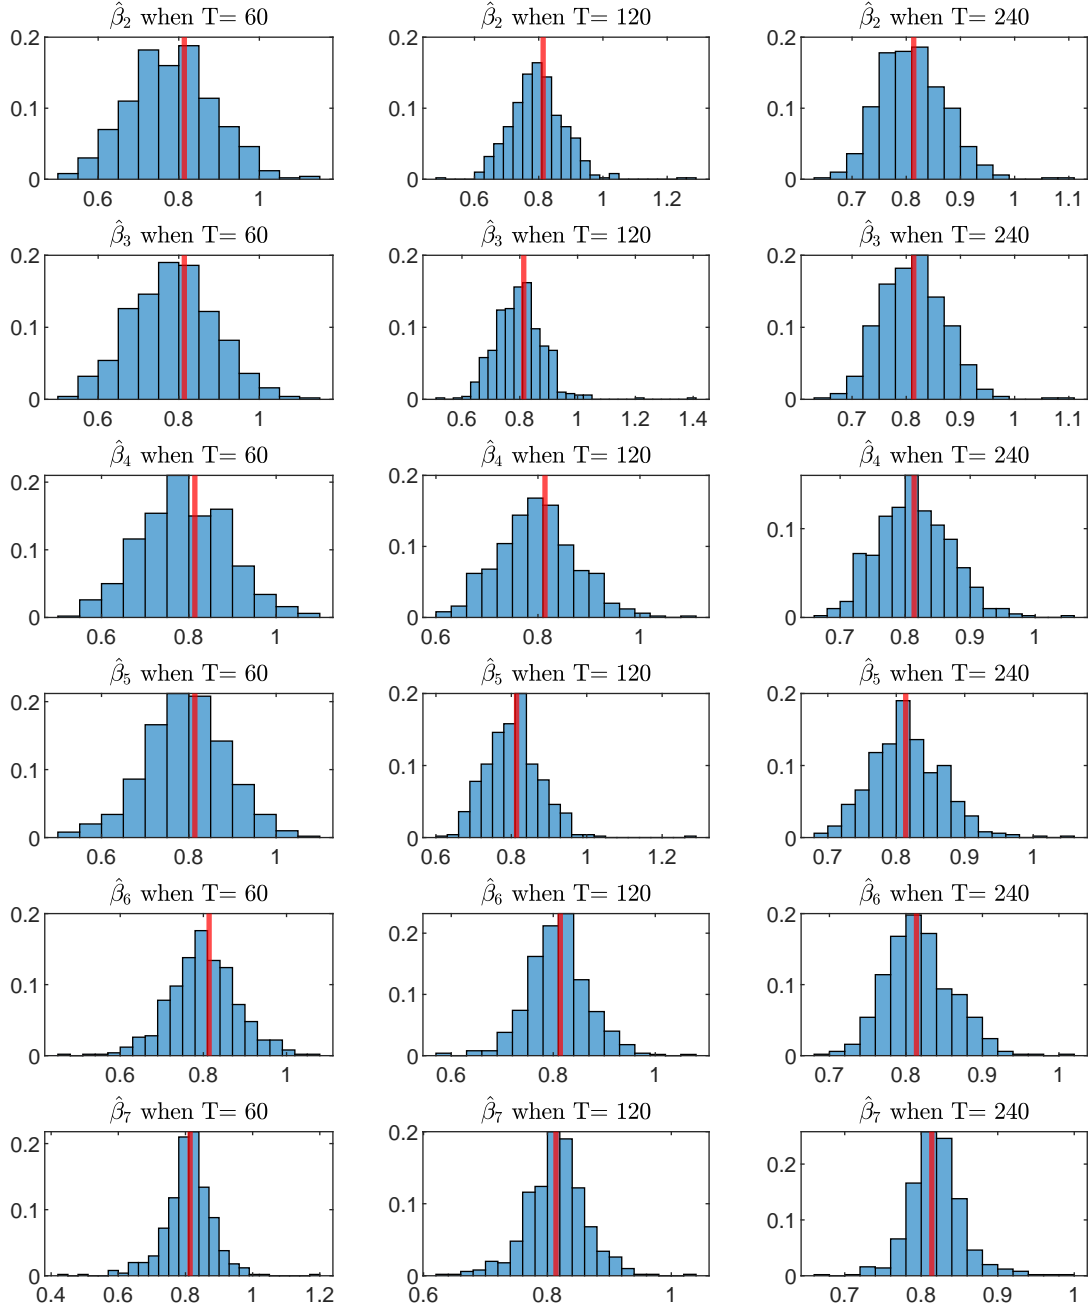 β̂₂ when T= 60
β̂₂ when T= 120
β̂₂ when T= 240
0.2
0.1
0
0.6 0.8 1
0.2
0.1
0
0.6 0.8 1 1.2
0.2
0.1
0
0.7 0.8 0.9 1 1.1
β̂₃ when T= 60
β̂₃ when T= 120
β̂₃ when T= 240
0.2
0.1
0
0.6 0.8 1
0.2
0.1
0
0.6 0.8 1 1.2 1.4
0.2
0.1
0
0.7 0.8 0.9 1 1.1
β̂₄ when T= 60
β̂₄ when T= 120
β̂₄ when T= 240
0.2
0.1
0
0.6 0.8 1
0.2
0.1
0
0.6 0.8 1
0.1
0
0.7 0.8 0.9 1
β̂₅ when T= 60
β̂₅ when T= 120
β̂₅ when T= 240
0.2
0.1
0
0.6 0.8 1
0.2
0.1
0
0.6 0.8 1 1.2
0.2
0.1
0
0.7 0.8 0.9 1
β̂₆ when T= 60
β̂₆ when T= 120
β̂₆ when T= 240
0.2
0.1
0
0.6 0.8 1
0.2
0.1
0
0.6 0.8 1
0.2
0.1
0
0.7 0.8 0.9 1
β̂₇ when T= 60
β̂₇ when T= 120
β̂₇ when T= 240
0.2
0.1
0
0.4 0.6 0.8 1 1.2
0.2
0.1
0
0.6 0.8 1
0.2
0.1
0
0.7 0.8 0.9 1